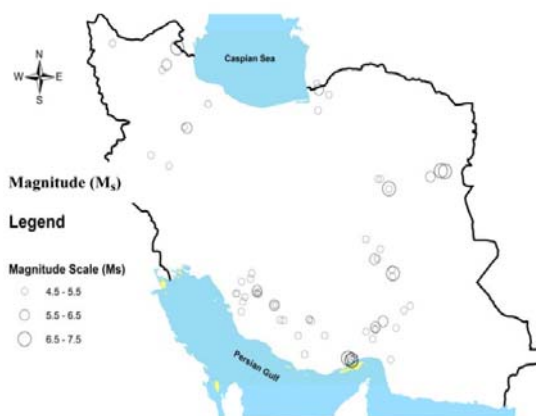 Caspian Sea
N
W E
S
Magnitude (Ms)
Legend
Magnitude Scale (Ms)
4.5 - 5.5
5.5 - 6.5
6.5 - 7.5
Persian Gulf